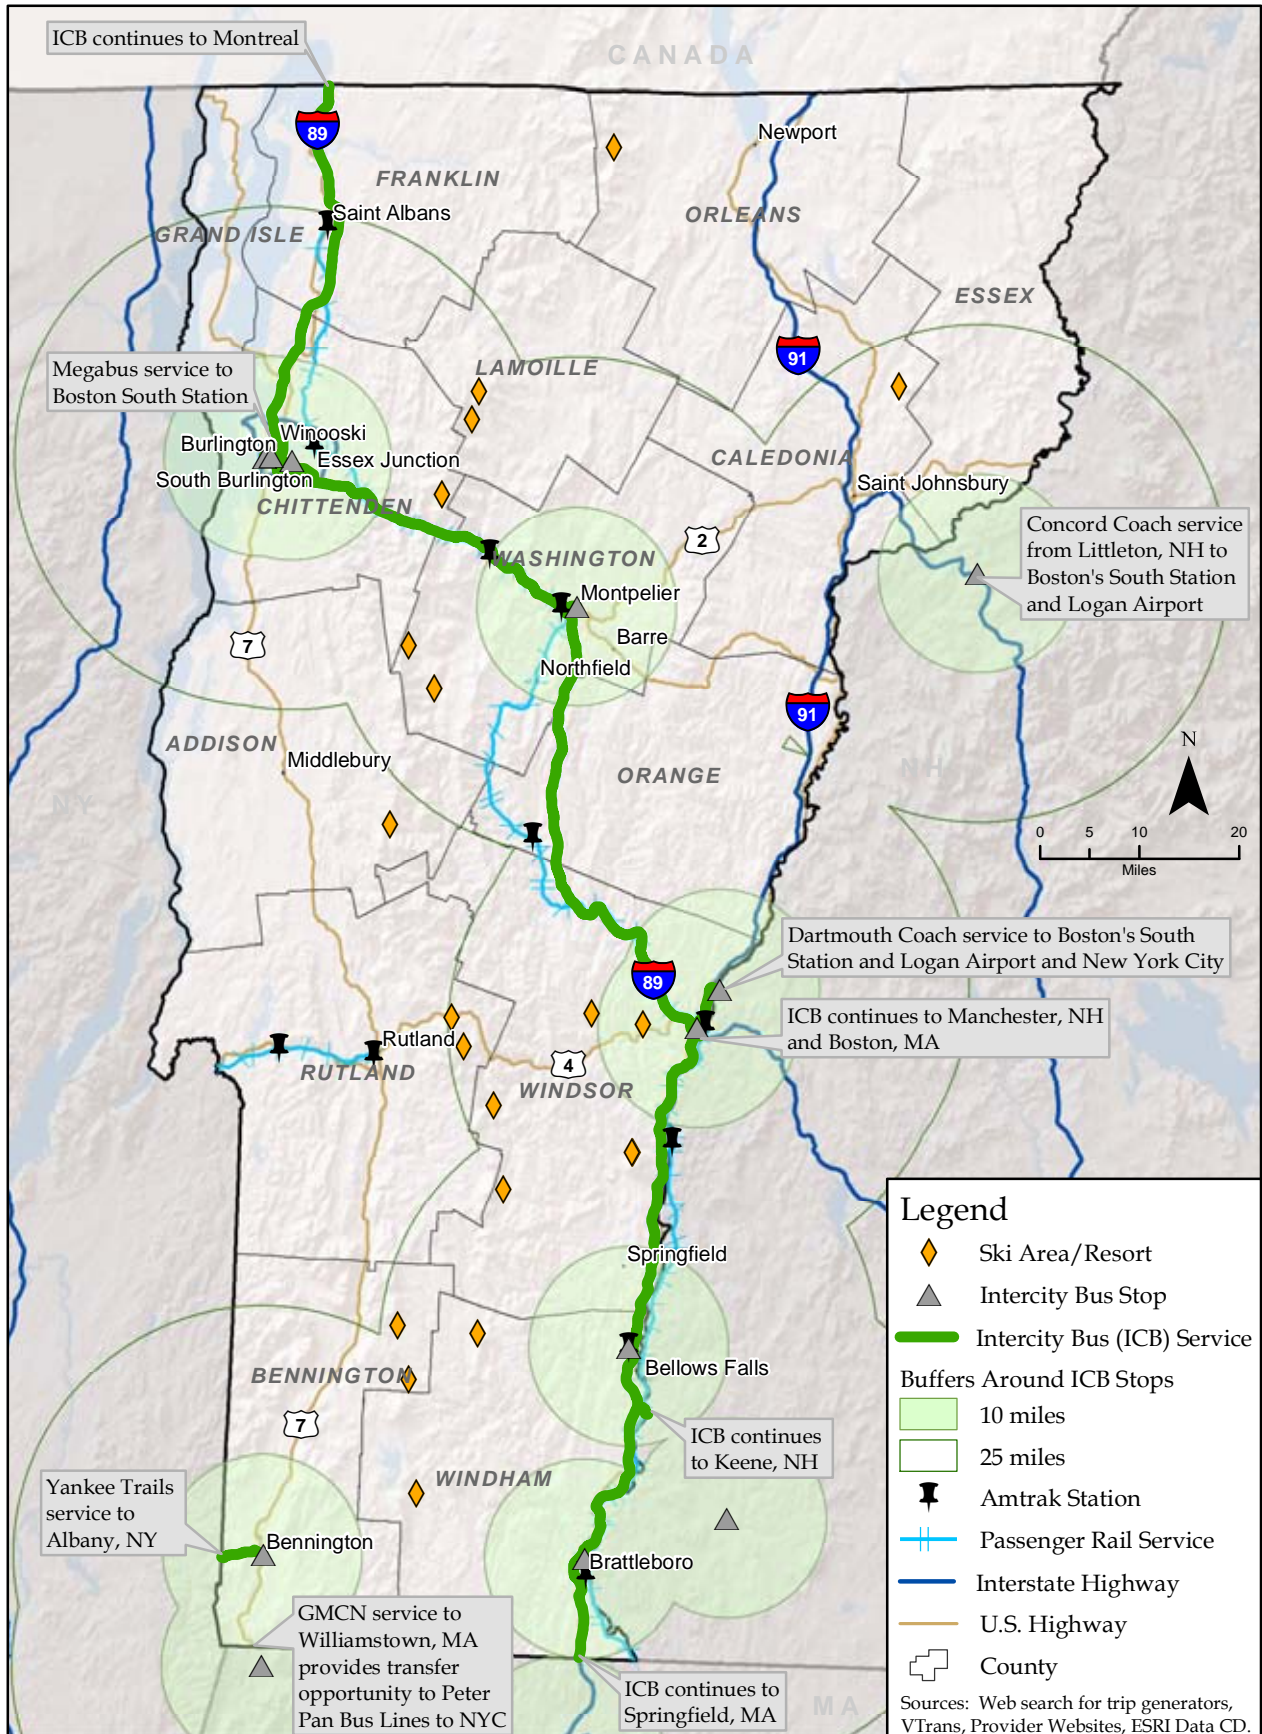 ICB continues to Montreal
CANADA
89
Newport
FRANKLIN
ORLEANS
Saint Albans
GRAND ISLE
ESSEX
91
Megabus service to
Boston South Station
LAMOILLE
Winooski
Burlington
Essex Junction
South Burlington
CHITTENDEN
CALEDONIA
Saint Johnsbury
Concord Coach service
from Littleton, NH to
Boston's South Station
and Logan Airport
2
WASHINGTON
Montpelier
Barre
Northfield
7
91
ADDISON
Middlebury
ORANGE
NH
NY
N
0 5 10 20
Miles
Dartmouth Coach service to Boston's South
Station and Logan Airport and New York City
89
ICB continues to Manchester, NH
and Boston, MA
Rutland
RUTLAND
4
WINDSOR
Springfield
Bellows Falls
BENNINGTON
7
ICB continues
to Keene, NH
WINDHAM
Yankee Trails
service to
Albany, NY
Bennington
Brattleboro
GMCN service to
Williamstown, MA
provides transfer
opportunity to Peter
Pan Bus Lines to NYC
ICB continues to
Springfield, MA
MA
Legend
Ski Area/Resort
Intercity Bus Stop
Intercity Bus (ICB) Service
Buffers Around ICB Stops
10 miles
25 miles
Amtrak Station
Passenger Rail Service
Interstate Highway
U.S. Highway
County
Sources: Web search for trip generators,
VTrans, Provider Websites, ESRI Data CD.